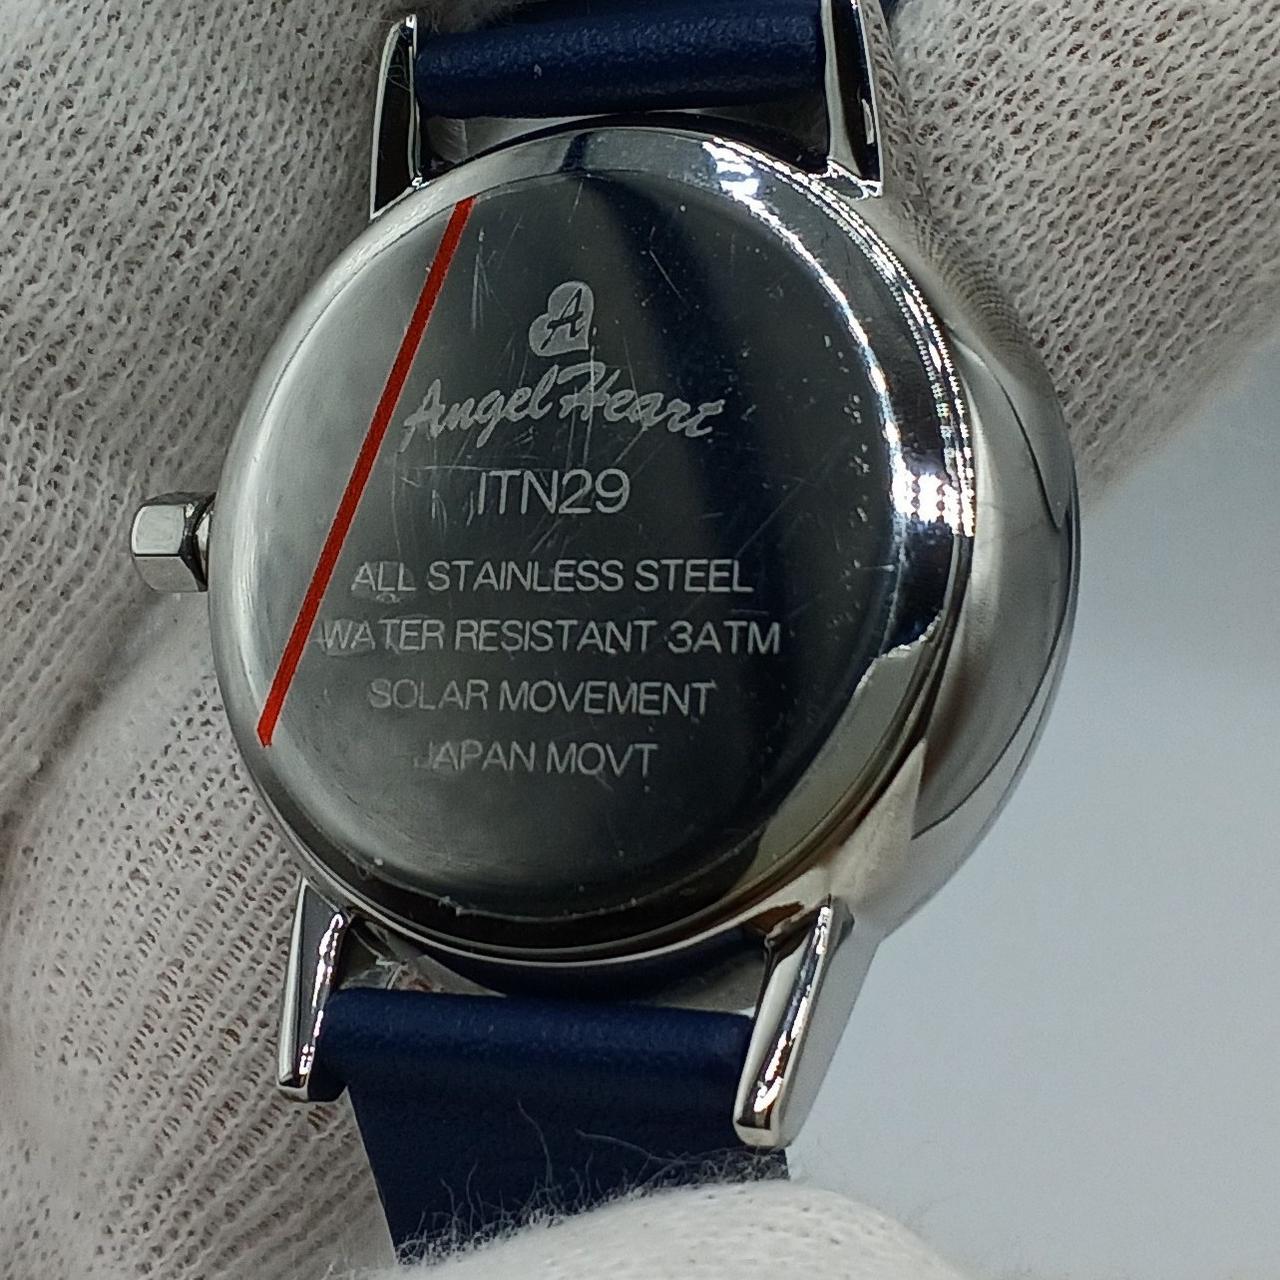 A
Angel Heart
ITN29
ALL STAINLESS STEEL
WATER RESISTANT 3ATM
SOLAR MOVEMENT
JAPAN MOVT